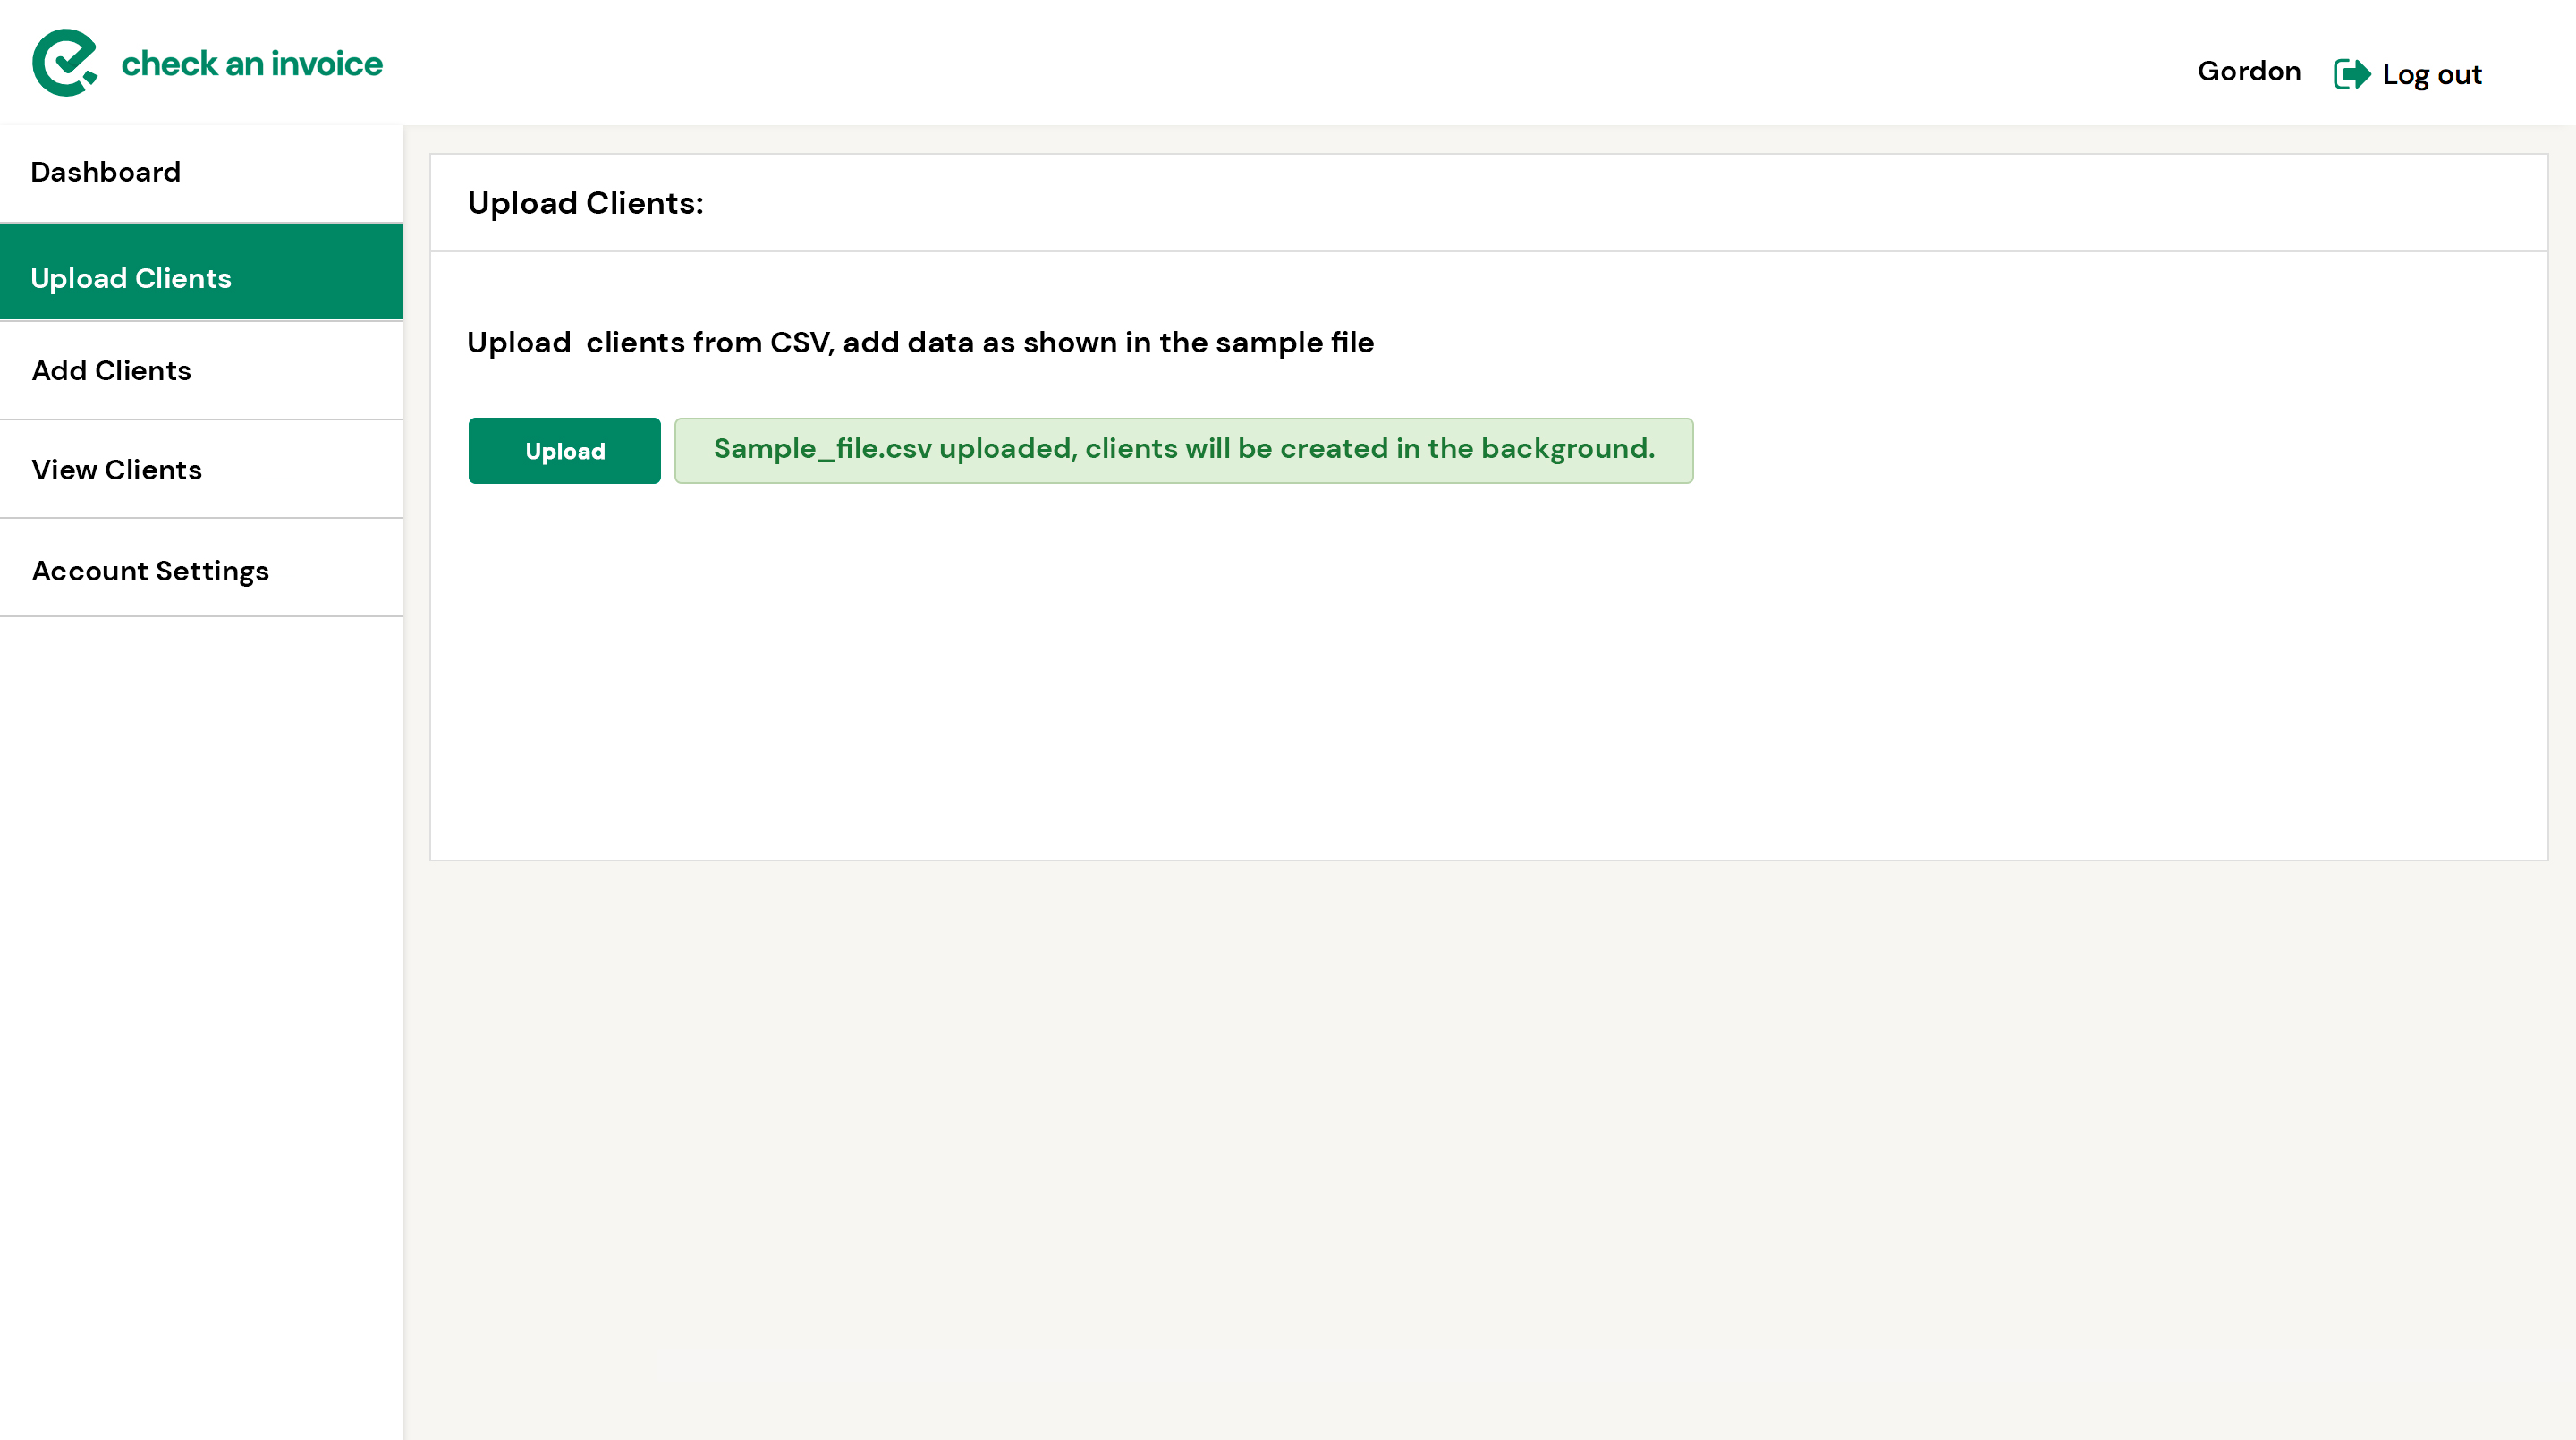 check an invoice
Gordon
Log out
Dashboard
Upload Clients
Add Clients
View Clients
Account Settings
Upload Clients:
Upload  clients from CSV, add data as shown in the sample file
Upload
Sample_file.csv uploaded, clients will be created in the background.